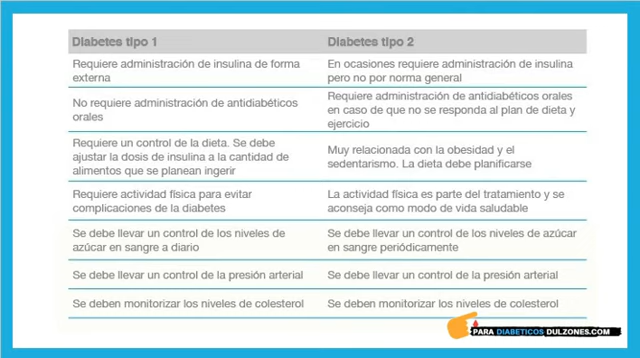 Diabetes tipo 1
Diabetes tipo 2
Requiere administración de insulina de forma
externa
En ocasiones requiere administración de insulina
pero no por norma general
No requiere administración de antidiabéticos
orales
Requiere administración de antidiabéticos orales
en caso de que no se responda al plan de dieta y
ejercicio
Requiere un control de la dieta. Se debe
ajustar la dosis de insulina a la cantidad de
alimentos que se planean ingerir
Muy relacionada con la obesidad y el
sedentarismo. La dieta debe planificarse
Requiere actividad física para evitar
complicaciones de la diabetes
La actividad física es parte del tratamiento y se
aconseja como modo de vida saludable
Se debe llevar un control de los niveles de
azúcar en sangre a diario
Se debe llevar un control de los niveles de azúcar
en sangre periódicamente
Se debe llevar un control de la presión arterial
Se debe llevar un control de la presión arterial
Se deben monitorizar los niveles de colesterol
Se deben monitorizar los niveles de colesterol
PARA DIABETICOS DULZONES.COM